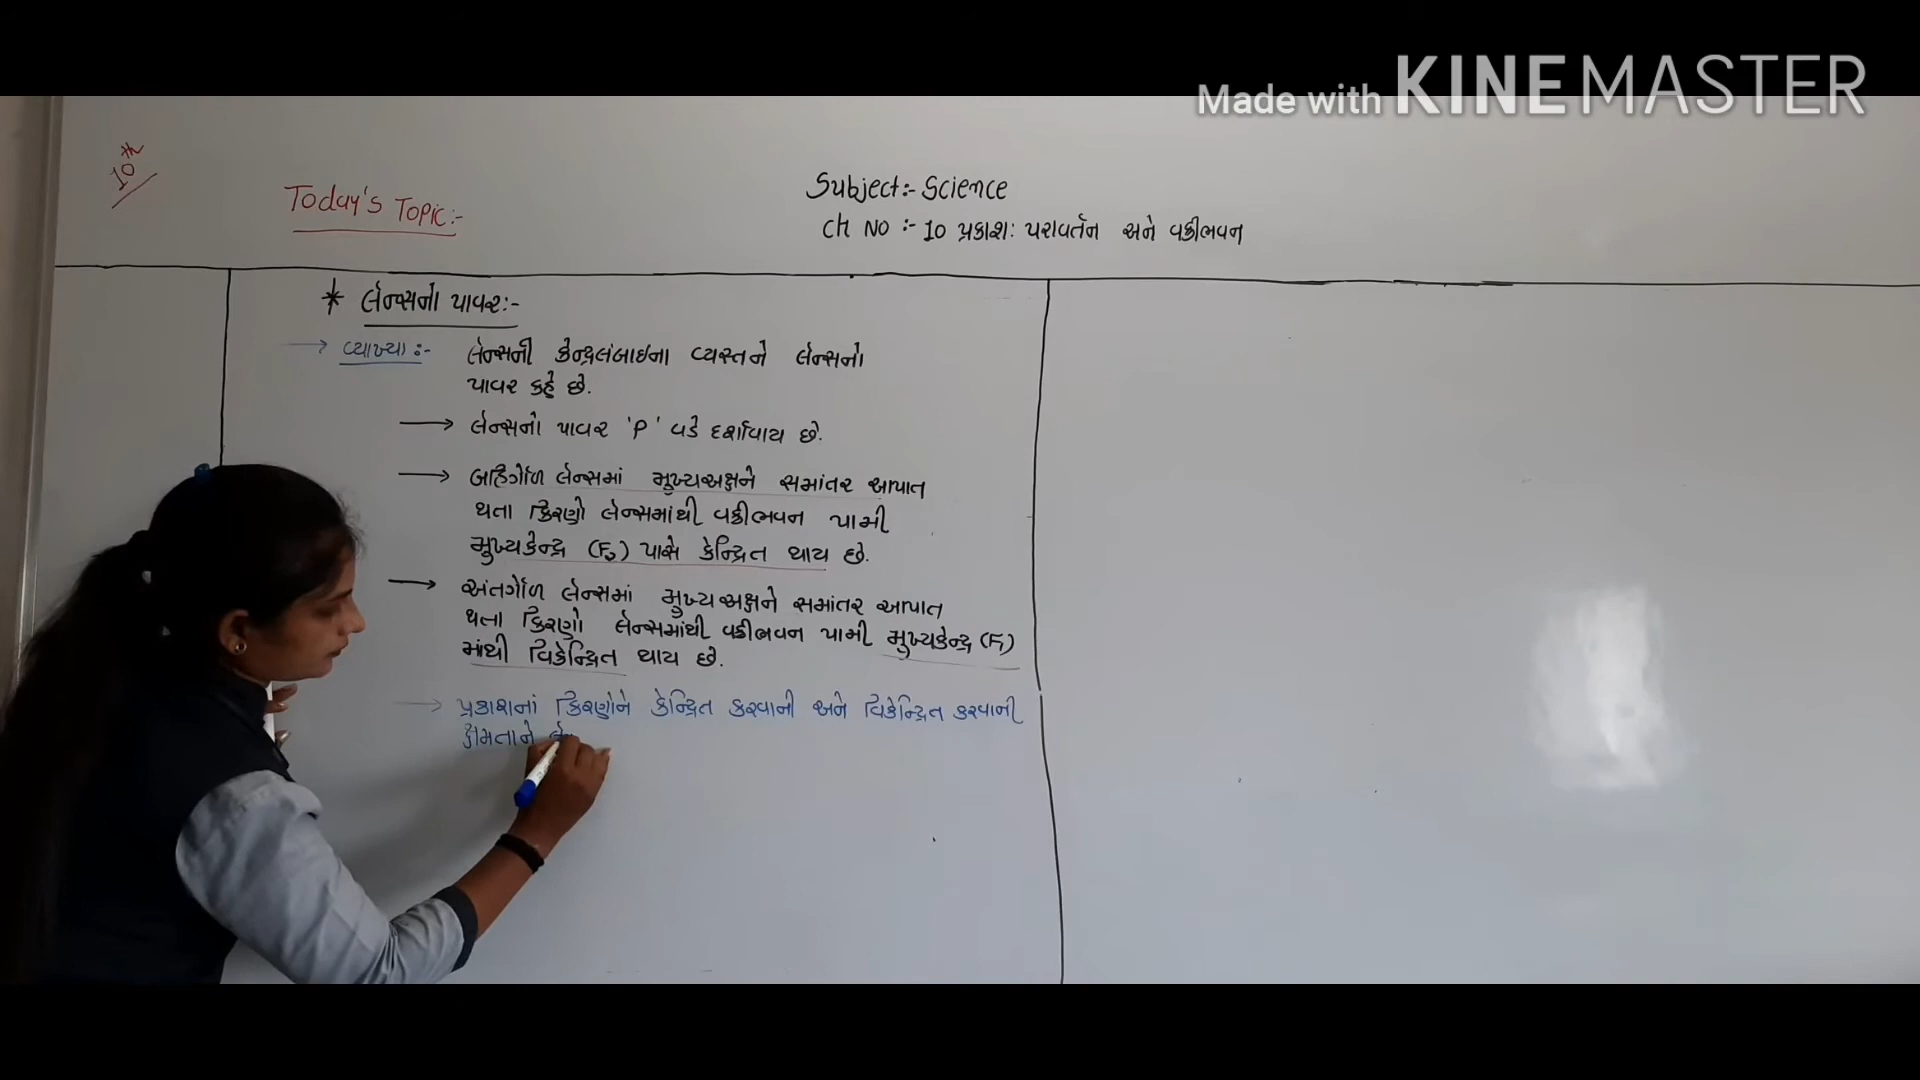 Made with KINEMASTER
10th
Today's Topic:-
Subject:- Science
Ch No :- 10 પ્રકાશ: પરાવર્તન અને વક્રીભવન
* લેન્સનો પાવર:-
→ વ્યાખ્યા:- લેન્સની કેન્દ્રલંબાઇના વ્યસ્તને લેન્સનો
પાવર કહે છે.
→ લેન્સનો પાવર 'P' વડે દર્શાવાય છે.
→ બહિર્ગોળ લેન્સમાં મુખ્યઅક્ષને સમાંતર આપાત
થતા કિરણો લેન્સમાંથી વક્રીભવન પામી
મુખ્યકેન્દ્ર (F₂) પાસે કેન્દ્રિત થાય છે.
→ અંતર્ગોળ લેન્સમાં મુખ્યઅક્ષને સમાંતર આપાત
થતા કિરણો લેન્સમાંથી વક્રીભવન પામી મુખ્યકેન્દ્ર (F₁)
માંથી વિકેન્દ્રિત થાય છે.
→ પ્રકાશનાં કિરણોને કેન્દ્રિત કરવાની અને વિકેન્દ્રિત કરવાની
ક્ષમતાને